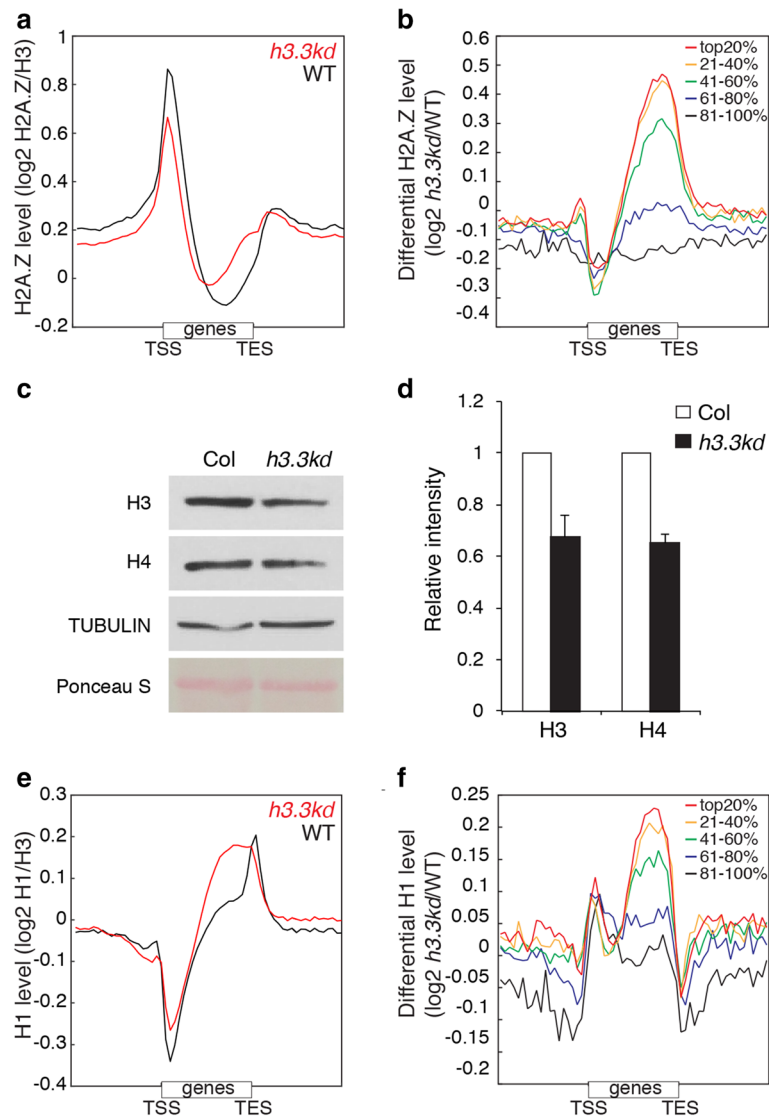 a
H2A.Z level (log2 H2A.Z/H3)
1
0.8
0.6
0.4
0.2
0
-0.2
h3.3kd
WT
genes
TSS TES
b
Differential H2A.Z level
(log2 h3.3kd/WT)
0.6
0.5
0.4
0.3
0.2
0.1
0
-0.1
-0.2
-0.3
-0.4
top20%
21-40%
41-60%
61-80%
81-100%
genes
TSS TES
c
Col h3.3kd
H3
H4
TUBULIN
Ponceau S
d
Relative intensity
1.2
1
0.8
0.6
0.4
0.2
0
Col
h3.3kd
H3 H4
e
H1 level (log2 H1/H3)
0.3
0.2
0.1
0
-0.1
-0.2
-0.3
-0.4
h3.3kd
WT
genes
TSS TES
f
Differential H1 level
(log2 h3.3kd/WT)
0.25
0.2
0.15
0.1
0.05
0
-0.05
-0.1
-0.15
-0.2
top20%
21-40%
41-60%
61-80%
81-100%
genes
TSS TES